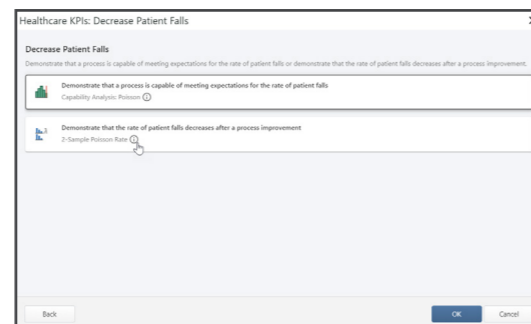 Healthcare KPIs: Decrease Patient Falls
Decrease Patient Falls
Demonstrate that a process is capable of meeting expectations for the rate of patient falls or demonstrate that the rate of patient falls decreases after a process improvement.
Demonstrate that a process is capable of meeting expectations for the rate of patient falls
Capability Analysis: Poisson
Demonstrate that the rate of patient falls decreases after a process improvement
2-Sample Poisson Rate
Back OK Cancel